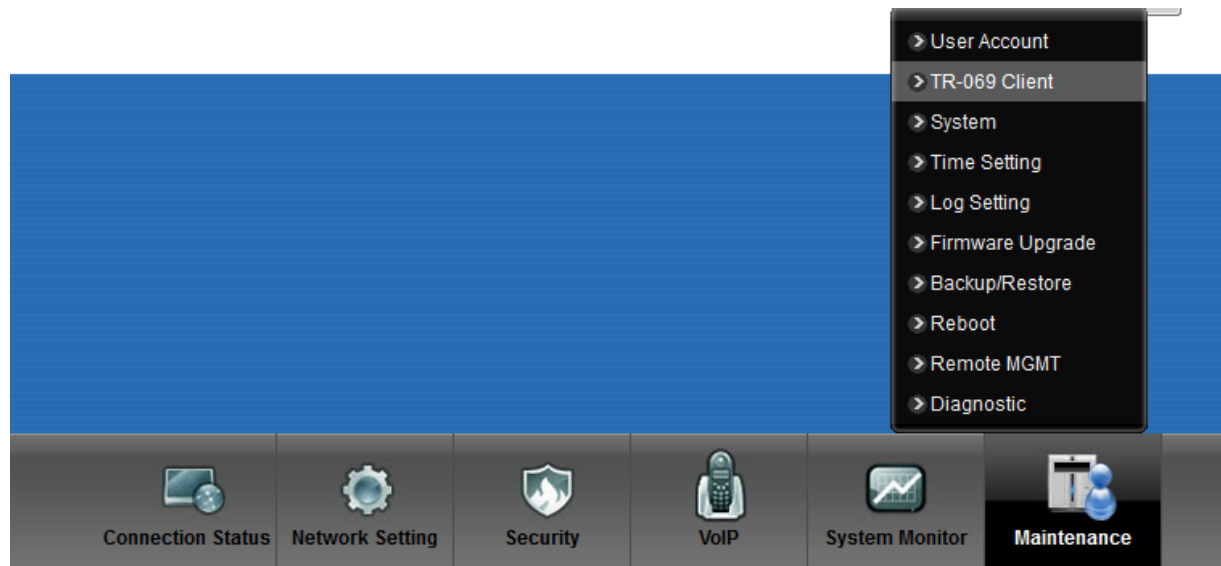 User Account
TR-069 Client
System
Time Setting
Log Setting
Firmware Upgrade
Backup/Restore
Reboot
Remote MGMT
Diagnostic
Connection Status
Network Setting
Security
VoIP
System Monitor
Maintenance